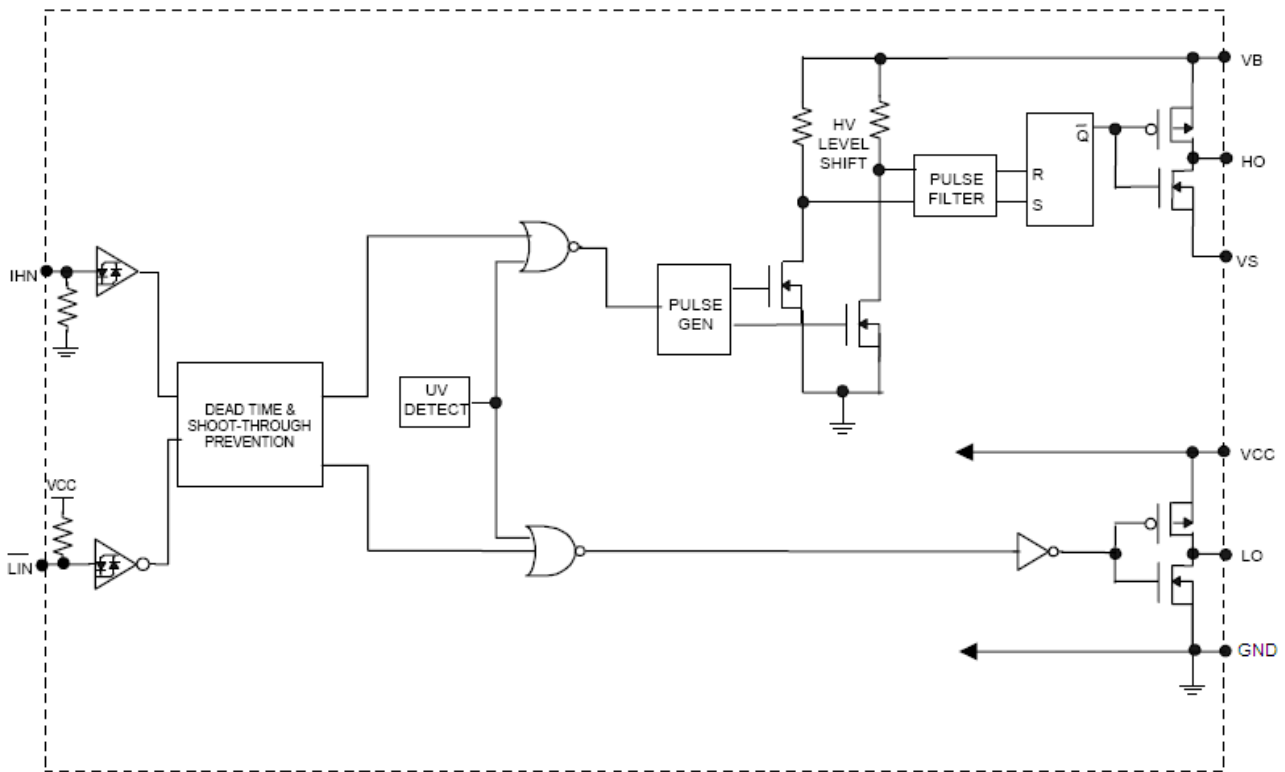 VB
HV
LEVEL
SHIFT
Q̅
HO
PULSE
FILTER
R
S
VS
IHN
PULSE
GEN
UV
DETECT
DEAD TIME &
SHOOT-THROUGH
PREVENTION
VCC
VCC
L̅I̅N̅
LO
GND